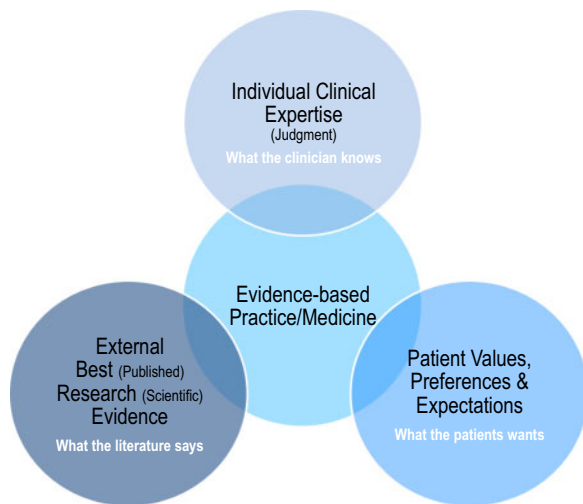 Individual Clinical
Expertise
(Judgment)
What the clinician knows
Evidence-based
Practice/Medicine
External
Best (Published)
Research (Scientific)
Evidence
What the literature says
Patient Values,
Preferences &
Expectations
What the patients wants